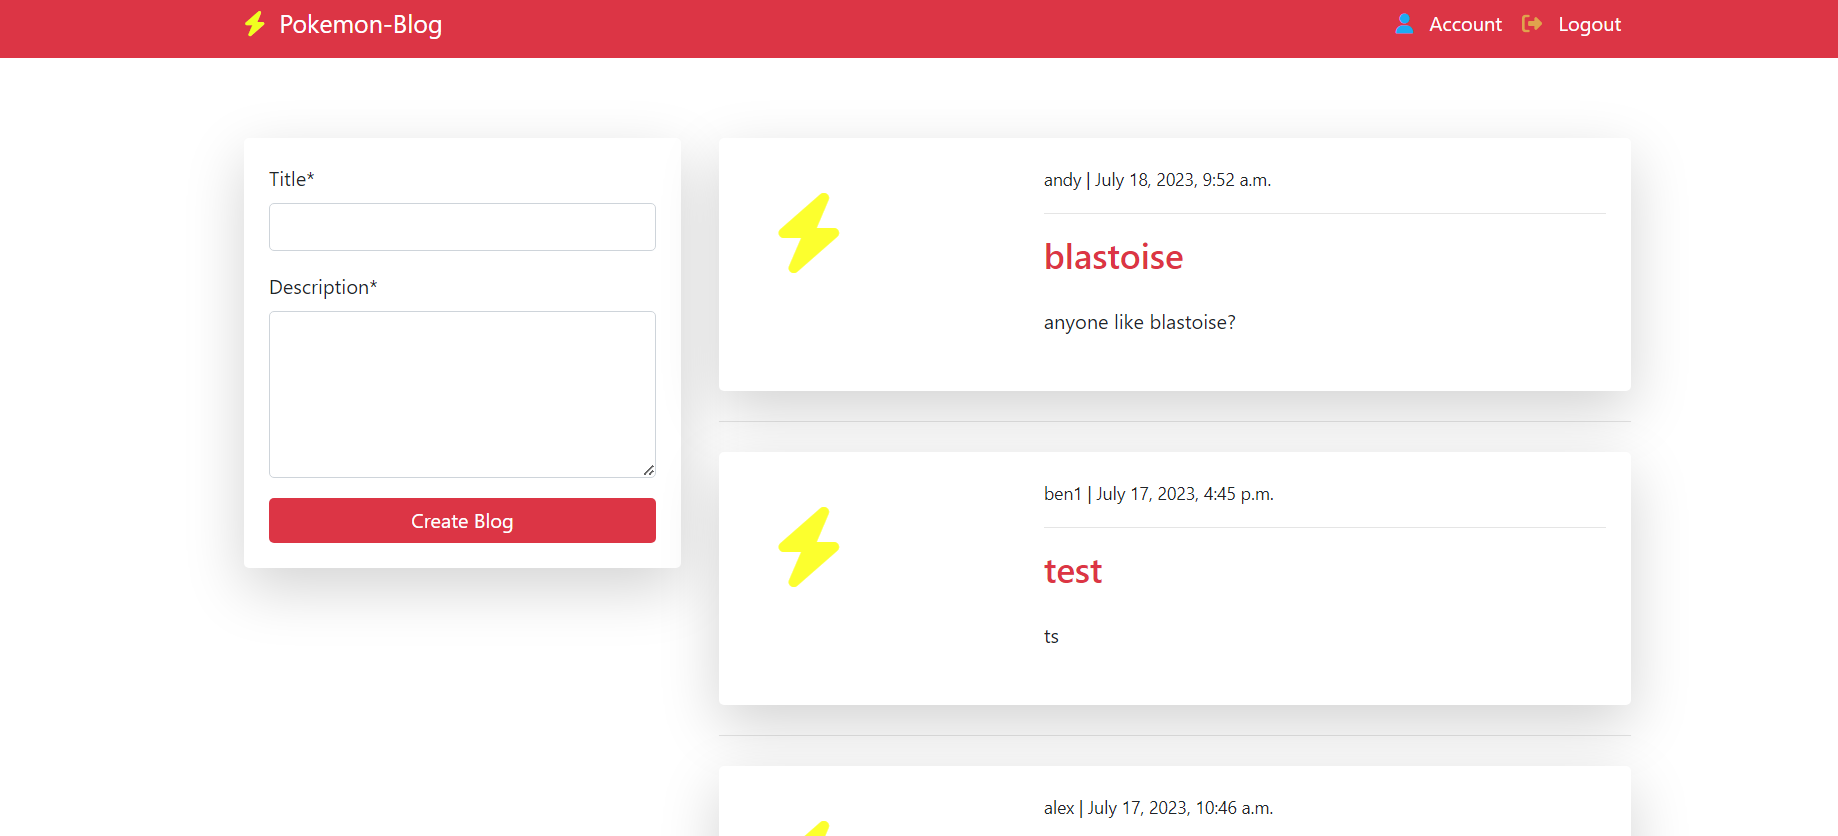 Pokemon-Blog
Account
Logout
Title*
Description*
Create Blog
andy | July 18, 2023, 9:52 a.m.
blastoise
anyone like blastoise?
ben1 | July 17, 2023, 4:45 p.m.
test
ts
alex | July 17, 2023, 10:46 a.m.